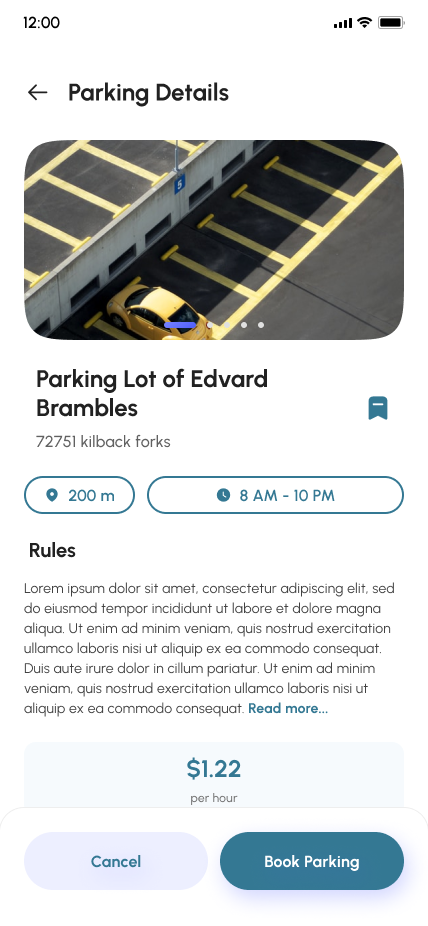 12:00
Parking Details
5
Parking Lot of Edvard
Brambles
72751 kilback forks
200 m
8 AM - 10 PM
Rules
Lorem ipsum dolor sit amet, consectetur adipiscing elit, sed
do eiusmod tempor incididunt ut labore et dolore magna
aliqua. Ut enim ad minim veniam, quis nostrud exercitation
ullamco laboris nisi ut aliquip ex ea commodo consequat.
Duis aute irure dolor in cillum pariatur. Ut enim ad minim
veniam, quis nostrud exercitation ullamco laboris nisi ut
aliquip ex ea commodo consequat. Read more...
$1.22
per hour
Cancel
Book Parking